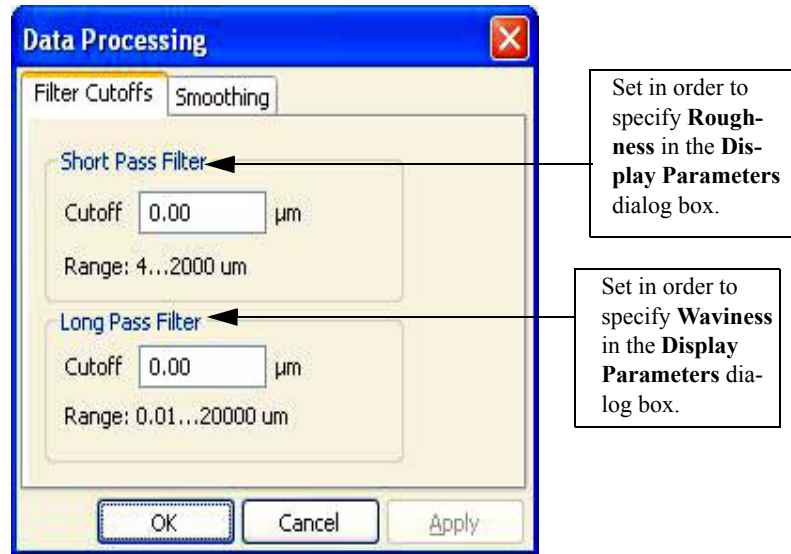 Data Processing
Filter Cutoffs
Smoothing
Short Pass Filter
Cutoff 0.00 µm
Range: 4...2000 um
Long Pass Filter
Cutoff 0.00 µm
Range: 0.01...20000 um
OK
Cancel
Apply
Set in order to
specify Rough-
ness in the Dis-
play Parameters
dialog box.
Set in order to
specify Waviness
in the Display
Parameters dia-
log box.